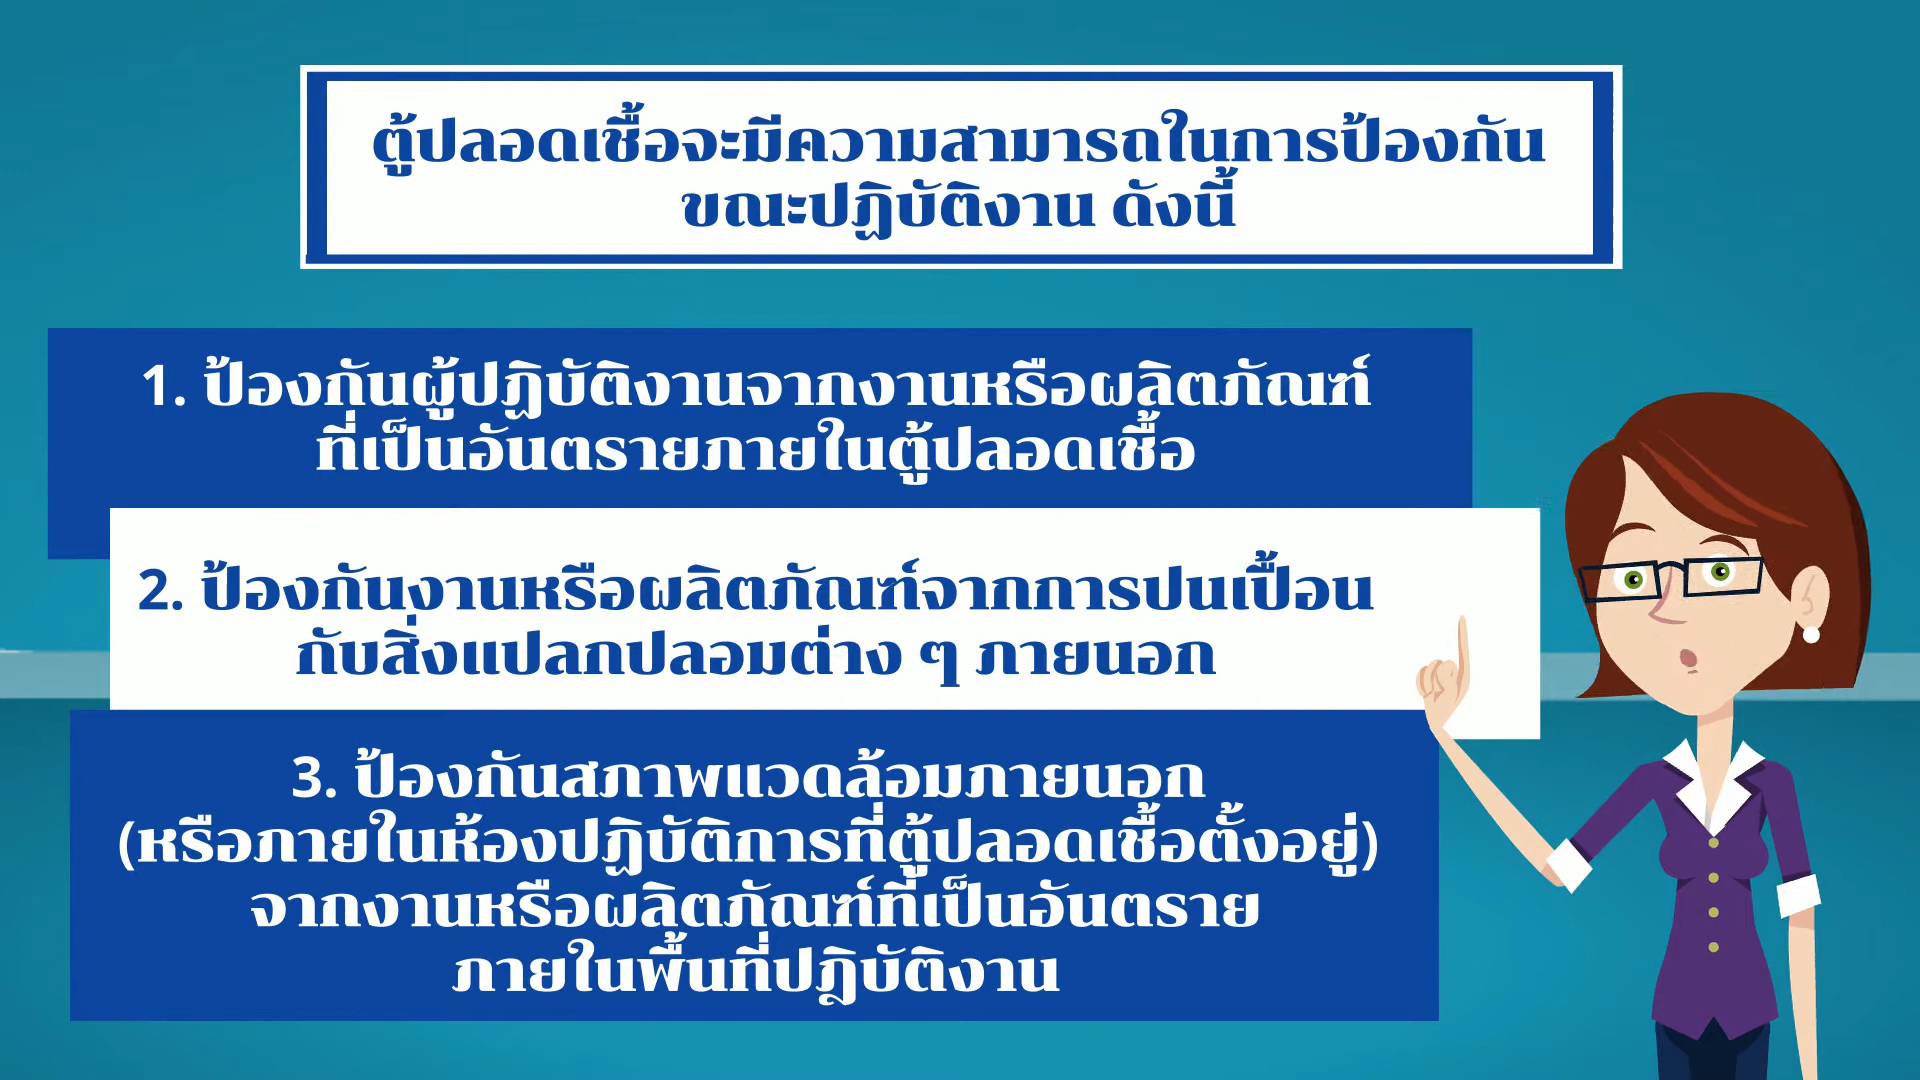 ตู้ปลอดเชื้อจะมีความสามารถในการป้องกัน
ขณะปฏิบัติงาน ดังนี้
1. ป้องกันผู้ปฏิบัติงานจากงานหรือผลิตภัณฑ์
ที่เป็นอันตรายภายในตู้ปลอดเชื้อ
2. ป้องกันงานหรือผลิตภัณฑ์จากการปนเปื้อน
กับสิ่งแปลกปลอมต่าง ๆ ภายนอก
3. ป้องกันสภาพแวดล้อมภายนอก
(หรือภายในห้องปฏิบัติการที่ตู้ปลอดเชื้อตั้งอยู่)
จากงานหรือผลิตภัณฑ์ที่เป็นอันตราย
ภายในพื้นที่ปฎิบัติงาน